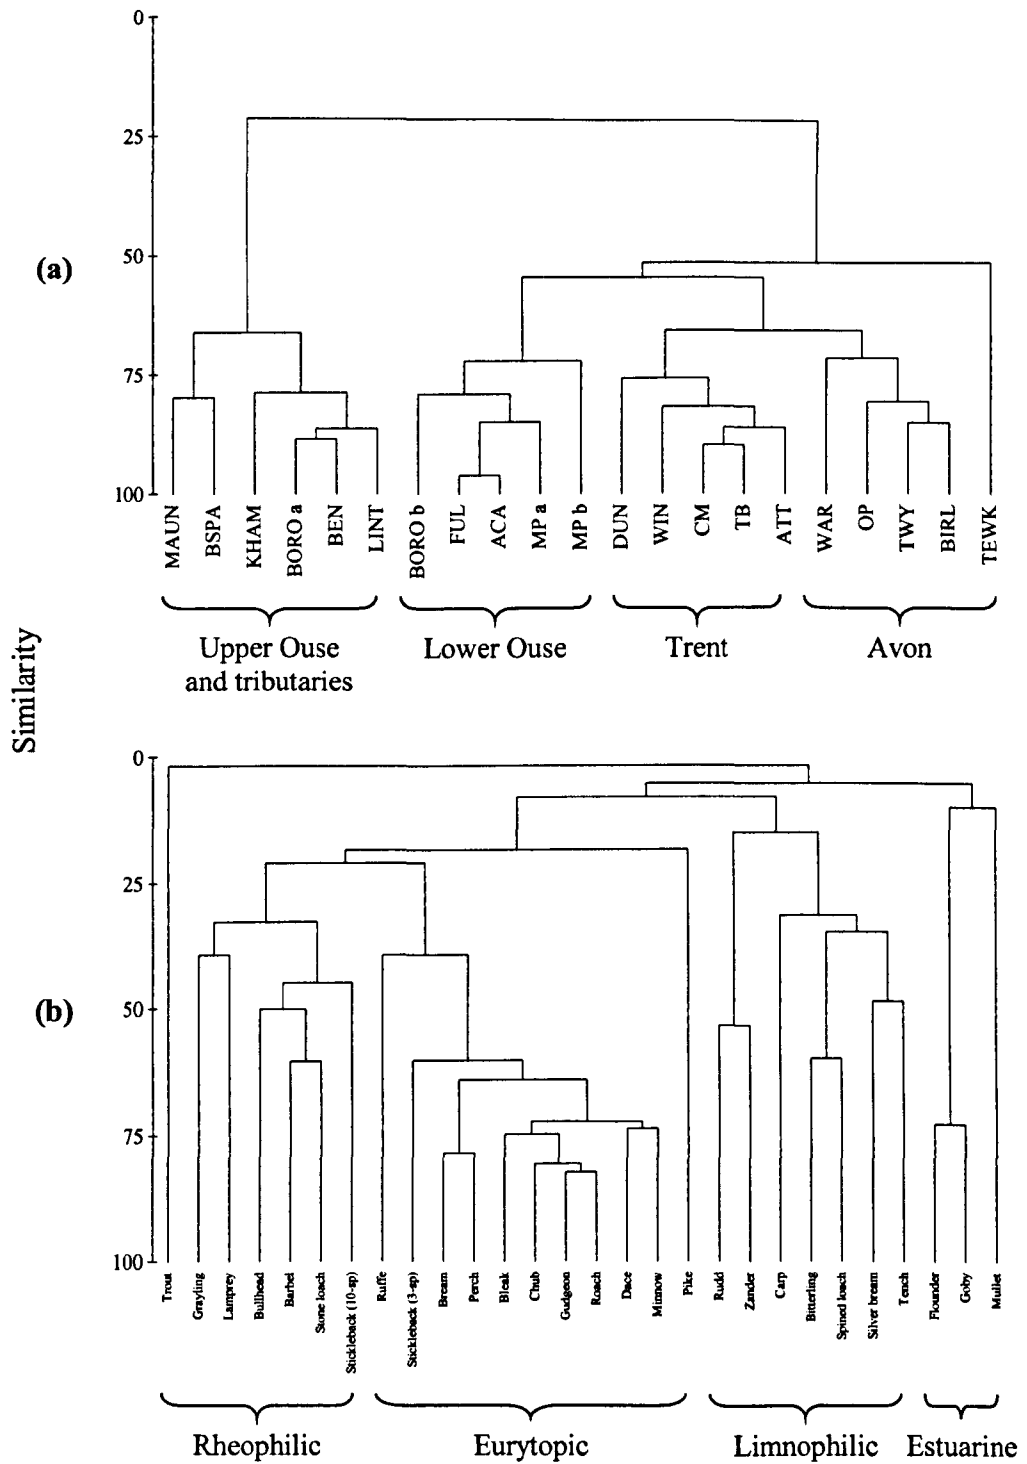 0
25
50
75
100
(a)
MAUN
BSPA
KHAM
BORO a
BEN
LINT
BORO b
FUL
ACA
MP a
MP b
DUN
WIN
CM
TB
ATT
WAR
OP
TWY
BIRL
TEWK
Upper Ouse
and tributaries
Lower Ouse
Trent
Avon
Similarity
0
25
50
75
100
(b)
Trout
Grayling
Lamprey
Bullhead
Barbel
Stone loach
Stickleback (10-sp)
Ruffe
Stickleback (3-sp)
Bream
Perch
Bleak
Chub
Gudgeon
Roach
Dace
Minnow
Pike
Rudd
Zander
Carp
Bitterling
Spined loach
Silver bream
Tench
Flounder
Goby
Mullet
Rheophilic
Eurytopic
Limnophilic
Estuarine